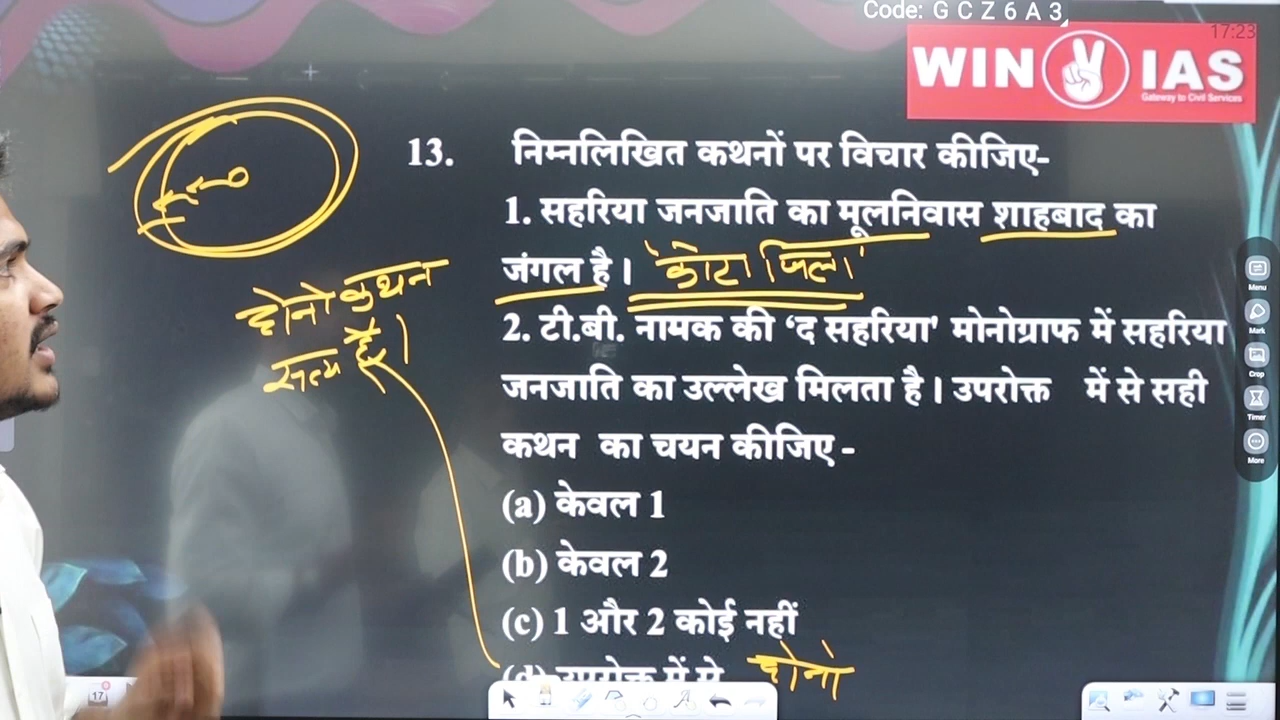 Code: G C Z 6 A 3
17:23
WIN IAS
Gateway to Civil Services
13. निम्नलिखित कथनों पर विचार कीजिए-
1. सहरिया जनजाति का मूलनिवास शाहबाद का
जंगल है। 'कोटा जिला'
दोनो कथन
सत्य है।
2. टी.बी. नामक की ‘द सहरिया' मोनोग्राफ में सहरिया
जनजाति का उल्लेख मिलता है। उपरोक्त में से सही
कथन का चयन कीजिए -
(a) केवल 1
(b) केवल 2
(c) 1 और 2 कोई नहीं
(d) उपरोक्त में से दोनो
Menu
Mark
Crop
Timer
More
17